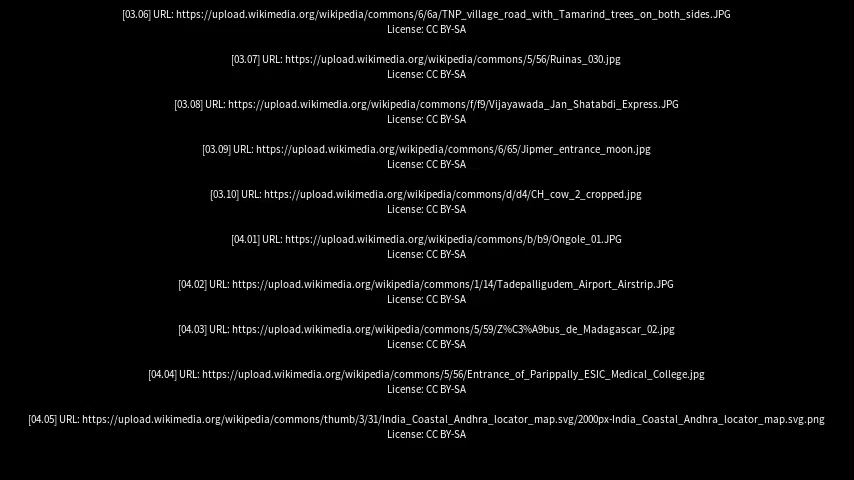 [03.06] URL: https://upload.wikimedia.org/wikipedia/commons/6/6a/TNP_village_road_with_Tamarind_trees_on_both_sides.JPG
License: CC BY-SA
[03.07] URL: https://upload.wikimedia.org/wikipedia/commons/5/56/Ruinas_030.jpg
License: CC BY-SA
[03.08] URL: https://upload.wikimedia.org/wikipedia/commons/f/f9/Vijayawada_Jan_Shatabdi_Express.JPG
License: CC BY-SA
[03.09] URL: https://upload.wikimedia.org/wikipedia/commons/6/65/Jipmer_entrance_moon.jpg
License: CC BY-SA
[03.10] URL: https://upload.wikimedia.org/wikipedia/commons/d/d4/CH_cow_2_cropped.jpg
License: CC BY-SA
[04.01] URL: https://upload.wikimedia.org/wikipedia/commons/b/b9/Ongole_01.JPG
License: CC BY-SA
[04.02] URL: https://upload.wikimedia.org/wikipedia/commons/1/14/Tadepalligudem_Airport_Airstrip.JPG
License: CC BY-SA
[04.03] URL: https://upload.wikimedia.org/wikipedia/commons/5/59/Z%C3%A9bus_de_Madagascar_02.jpg
License: CC BY-SA
[04.04] URL: https://upload.wikimedia.org/wikipedia/commons/5/56/Entrance_of_Parippally_ESIC_Medical_College.jpg
License: CC BY-SA
[04.05] URL: https://upload.wikimedia.org/wikipedia/commons/thumb/3/31/India_Coastal_Andhra_locator_map.svg/2000px-India_Coastal_Andhra_locator_map.svg.png
License: CC BY-SA